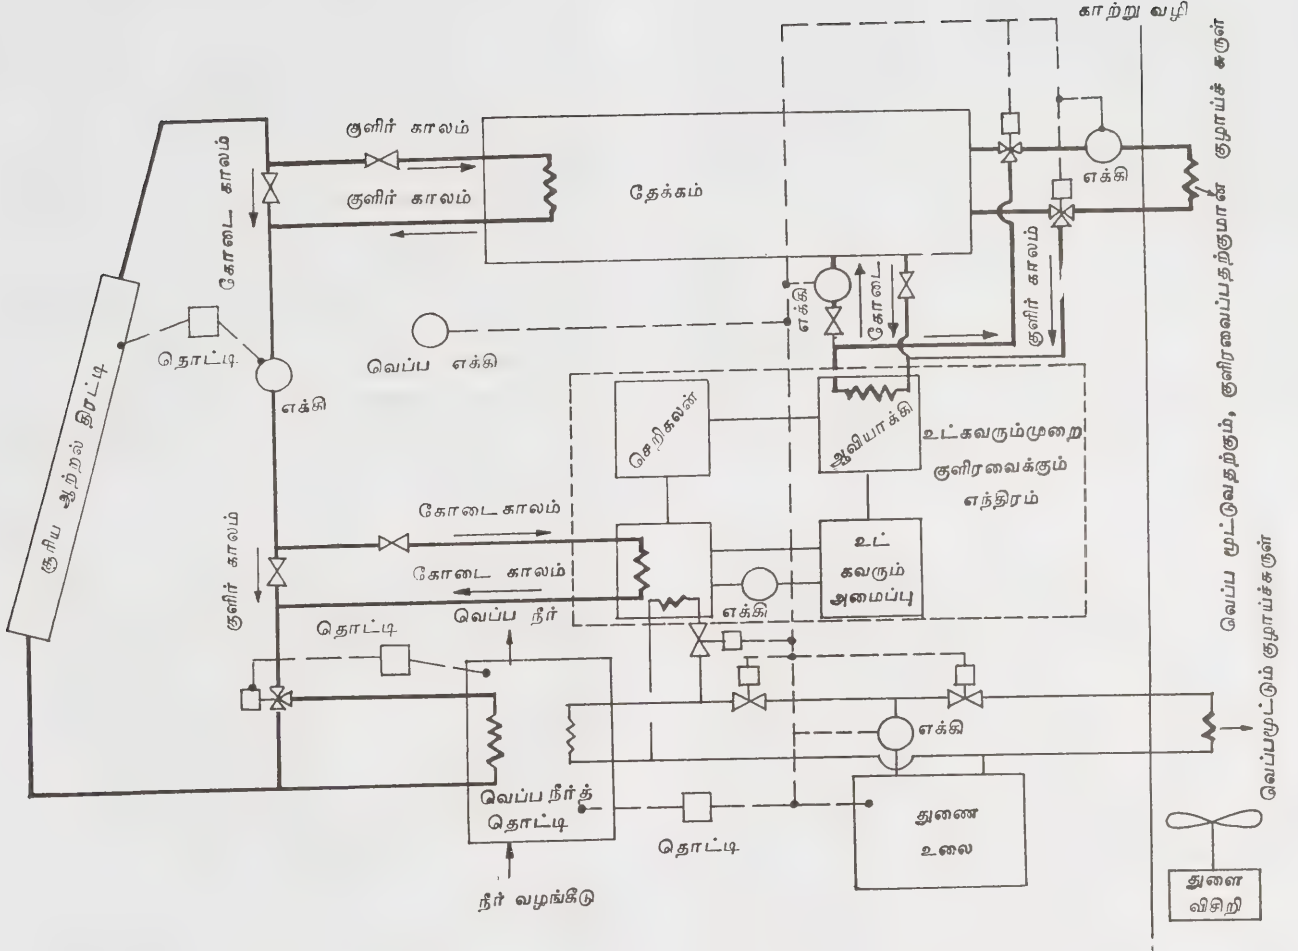 காற்று வழி
வெப்ப மூட்டுவதற்கும், குளிரவைப்பதற்குமான குழாய்ச் சுருள்
குளிர் காலம்
கோடை காலம்
தேக்கம்
குளிர் காலம்
எக்கி
குளிர் காலம்
எக்கி
கோடை
தொட்டி
வெப்ப எக்கி
எக்கி
சூரிய ஆற்றல் திரட்டி
செறிகலன்
ஆவியாக்கி
உட்கவரும்முறை
குளிரவைக்கும்
எந்திரம்
கோடை காலம்
குளிர் காலம்
கோடை காலம்
உட்
கவரும்
அமைப்பு
எக்கி
வெப்ப நீர்
தொட்டி
வெப்பமூட்டும் குழாய்ச்சுருள்
எக்கி
வெப்ப நீர்த்
தொட்டி
துணை
உலை
தொட்டி
நீர் வழங்கீடு
துளை
விசிறி